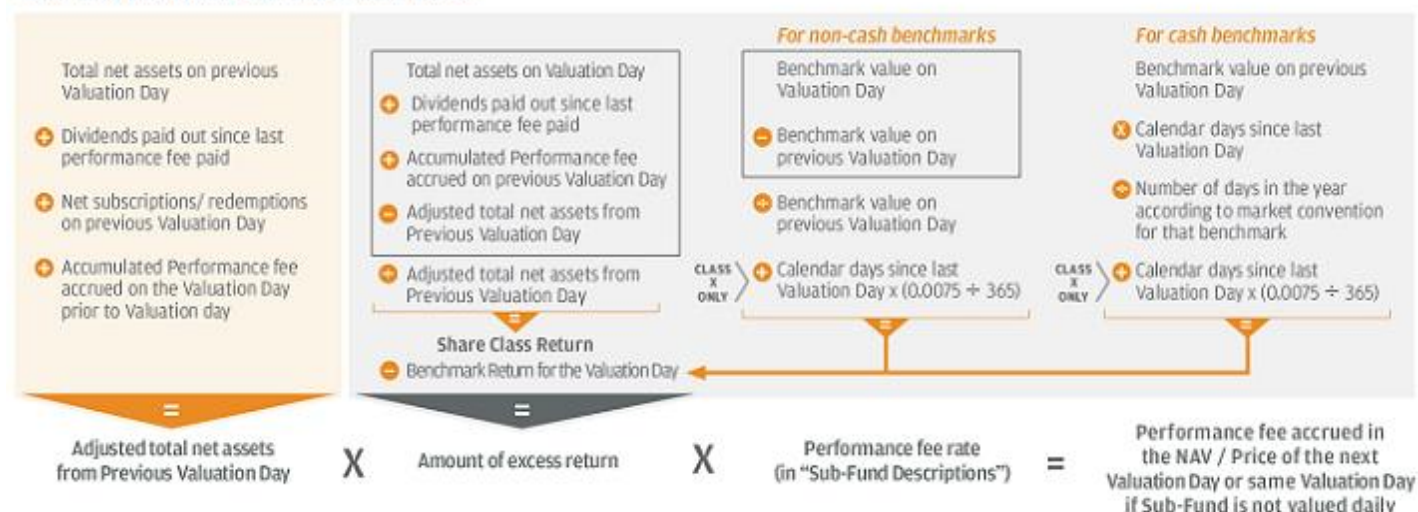 Total net assets on previous
Valuation Day
+ Dividends paid out since last
performance fee paid
+ Net subscriptions/ redemptions
on previous Valuation Day
+ Accumulated Performance fee
accrued on the Valuation Day
prior to Valuation day
=
Adjusted total net assets
from Previous Valuation Day
X
Total net assets on Valuation Day
+ Dividends paid out since last
performance fee paid
+ Accumulated Performance fee
accrued on previous Valuation Day
− Adjusted total net assets from
Previous Valuation Day
÷ Adjusted total net assets from
Previous Valuation Day
=
Share Class Return
− Benchmark Return for the Valuation Day
=
Amount of excess return
For non-cash benchmarks
Benchmark value on
Valuation Day
− Benchmark value on
previous Valuation Day
÷ Benchmark value on
previous Valuation Day
CLASS
X
ONLY
+ Calendar days since last
Valuation Day x (0.0075 ÷ 365)
=
For cash benchmarks
Benchmark value on previous
Valuation Day
X Calendar days since last
Valuation Day
÷ Number of days in the year
according to market convention
for that benchmark
CLASS
X
ONLY
+ Calendar days since last
Valuation Day x (0.0075 ÷ 365)
=
X
Performance fee rate
(in “Sub-Fund Descriptions”)
=
Performance fee accrued in
the NAV / Price of the next
Valuation Day or same Valuation Day
if Sub-Fund is not valued daily